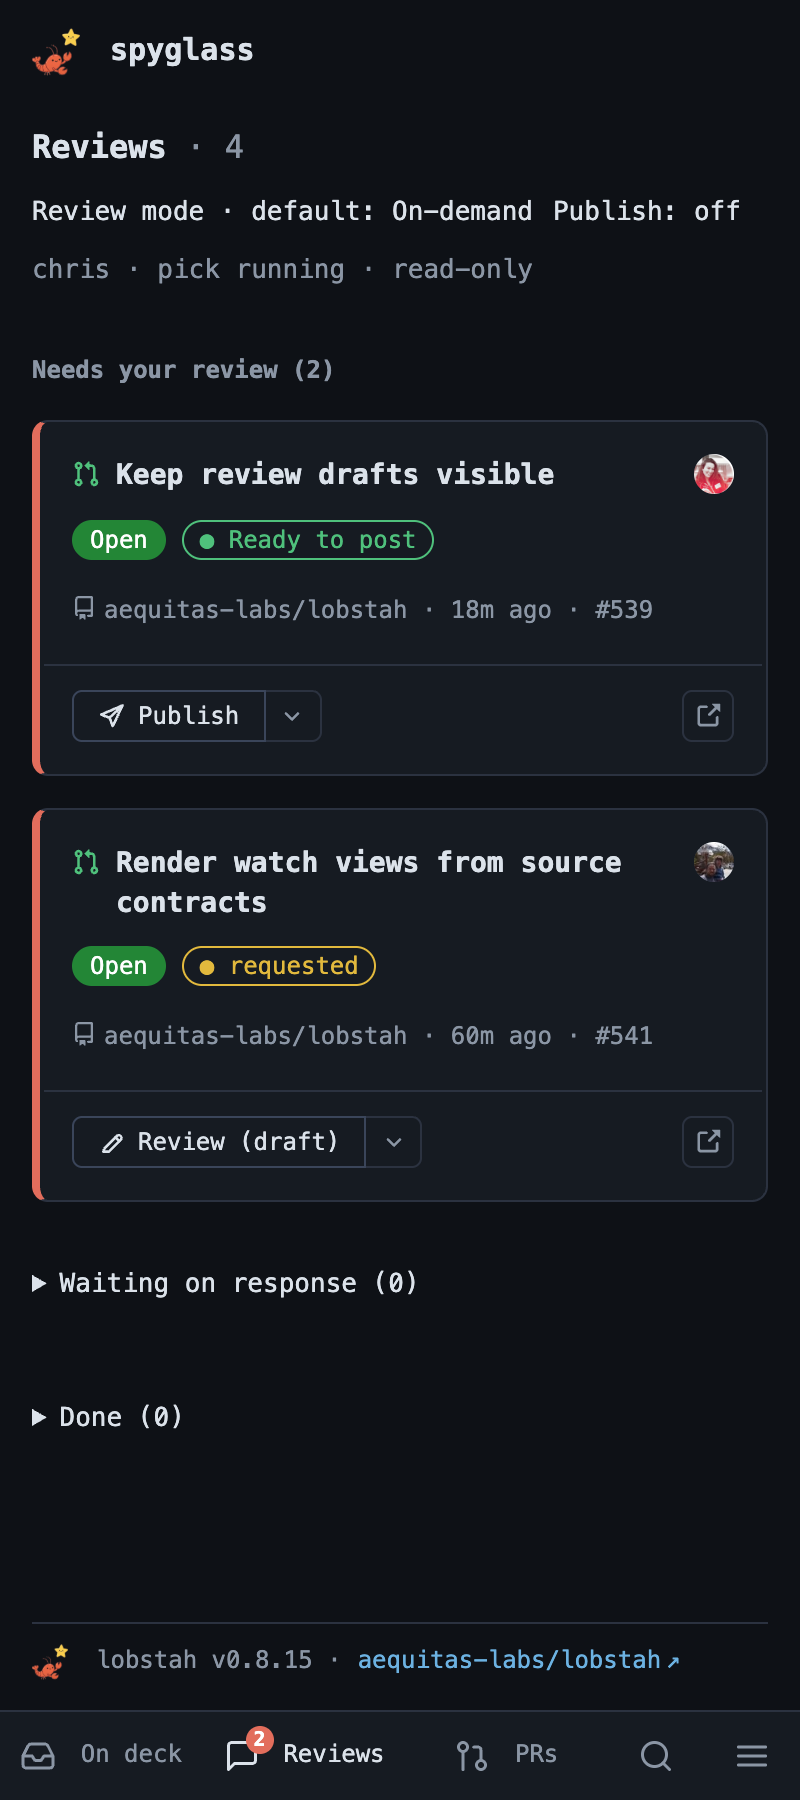 spyglass
Reviews · 4
Review mode · default: On-demand Publish: off
chris · pick running · read-only
Needs your review (2)
Keep review drafts visible
Open ● Ready to post
aequitas-labs/lobstah · 18m ago · #539
Publish
Render watch views from source
contracts
Open ● requested
aequitas-labs/lobstah · 60m ago · #541
Review (draft)
▶ Waiting on response (0)
▶ Done (0)
lobstah v0.8.15 · aequitas-labs/lobstah ↗
On deck 2 Reviews PRs